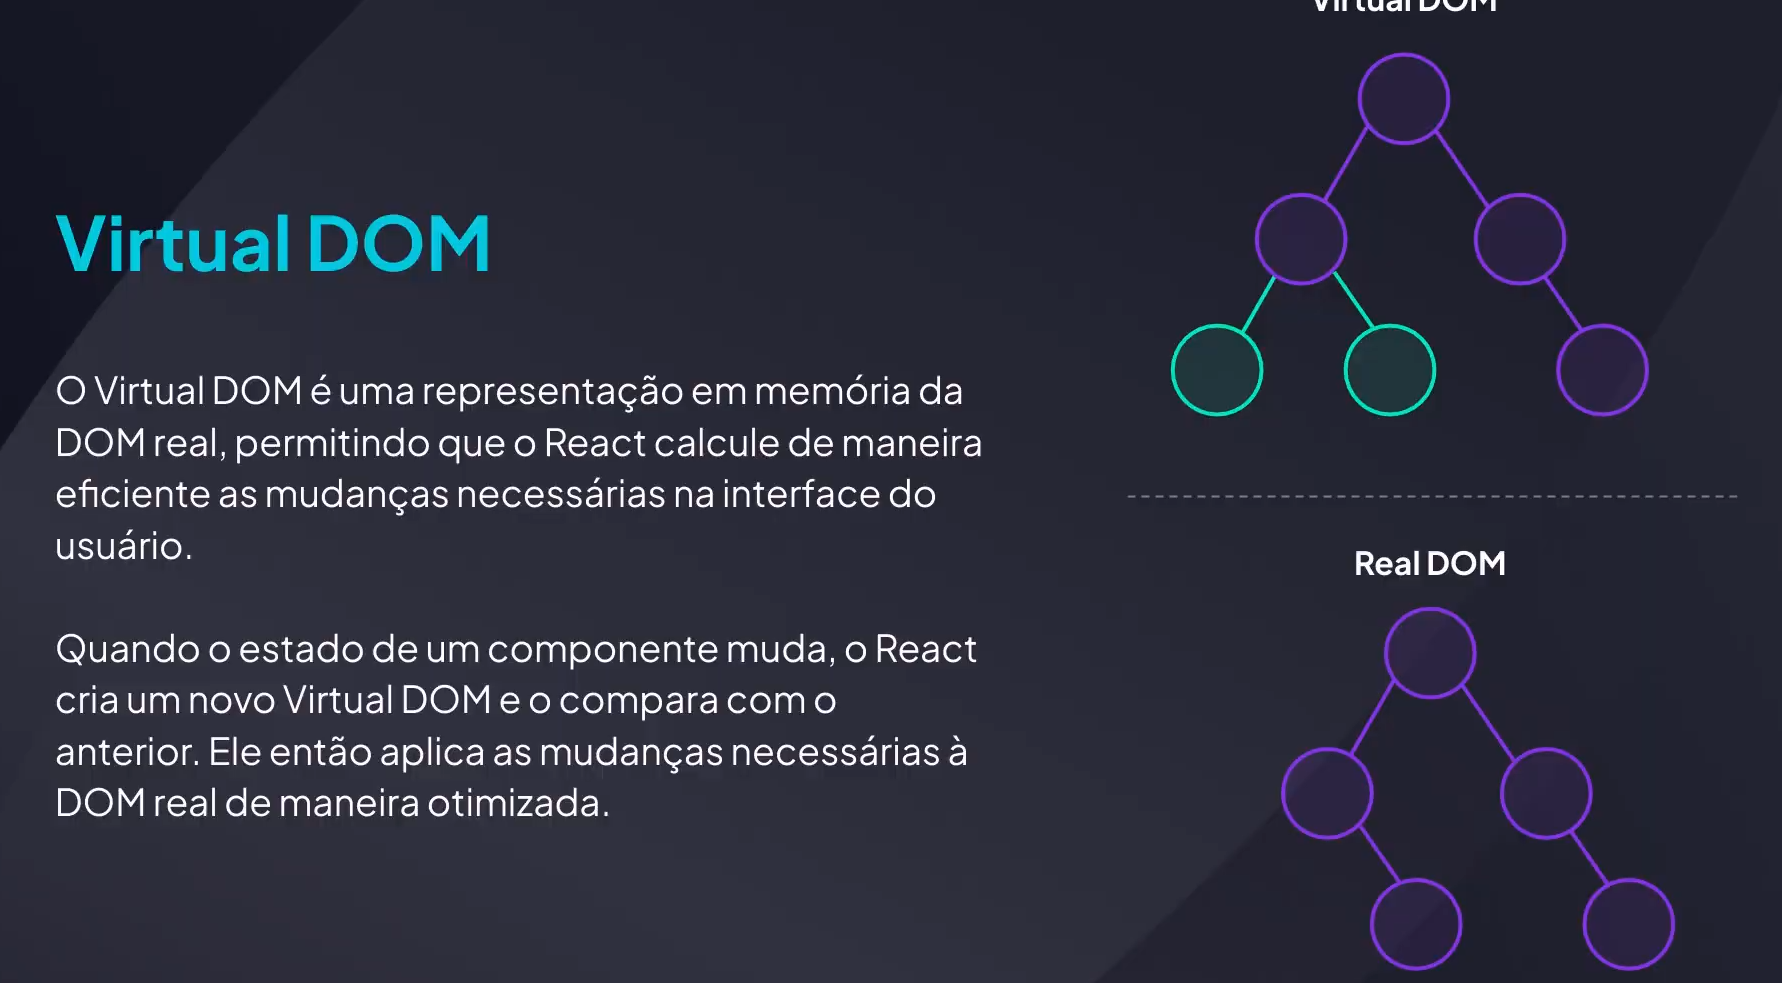 Virtual DOM
Virtual DOM
O Virtual DOM é uma representação em memória da
DOM real, permitindo que o React calcule de maneira
eficiente as mudanças necessárias na interface do
usuário.
Quando o estado de um componente muda, o React
cria um novo Virtual DOM e o compara com o
anterior. Ele então aplica as mudanças necessárias à
DOM real de maneira otimizada.
Real DOM